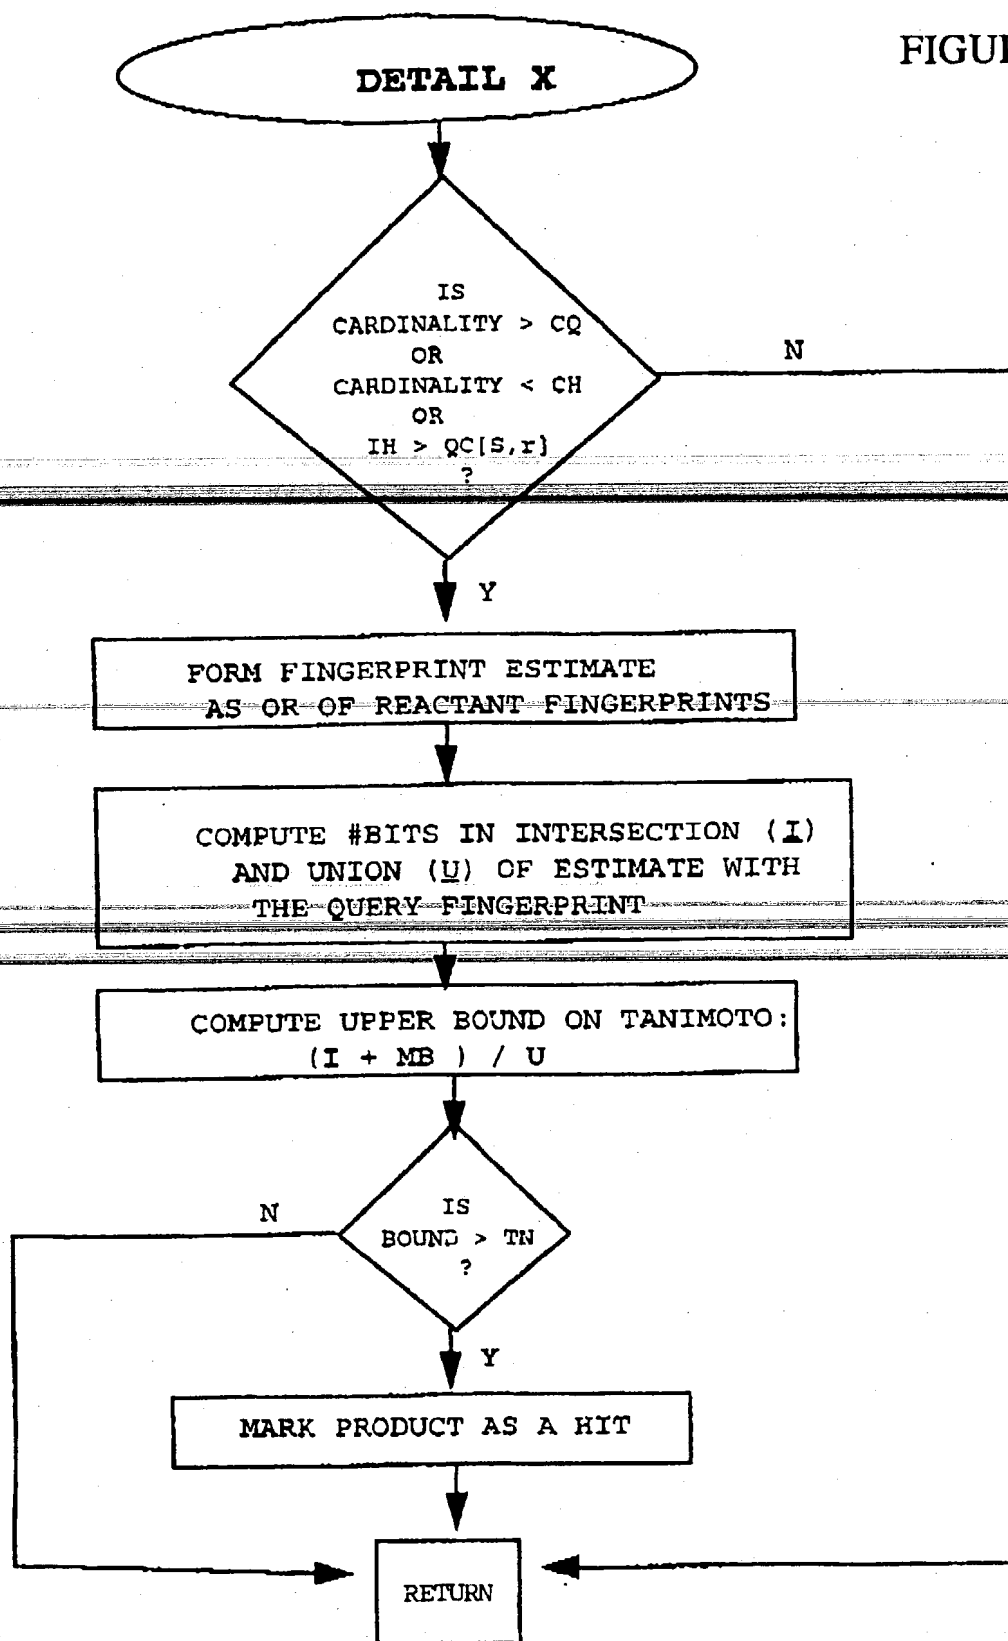 FIGU
DETAIL X
IS
CARDINALITY > CQ
OR
CARDINALITY < CH
OR
IH > QC[S,r]
?
N
Y
FORM FINGERPRINT ESTIMATE
AS OR OF REACTANT FINGERPRINTS
COMPUTE #BITS IN INTERSECTION (I)
AND UNION (U) OF ESTIMATE WITH
THE QUERY FINGERPRINT
COMPUTE UPPER BOUND ON TANIMOTO:
(I + MB ) / U
N
IS
BOUND > TN
?
Y
MARK PRODUCT AS A HIT
RETURN